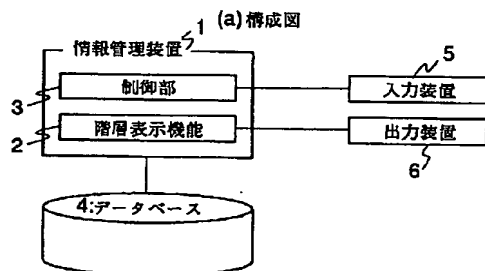 (a)構成図
情報管理装置 1
3 制御部
2 階層表示機能
5
入力装置
出力装置
6
4:データベース